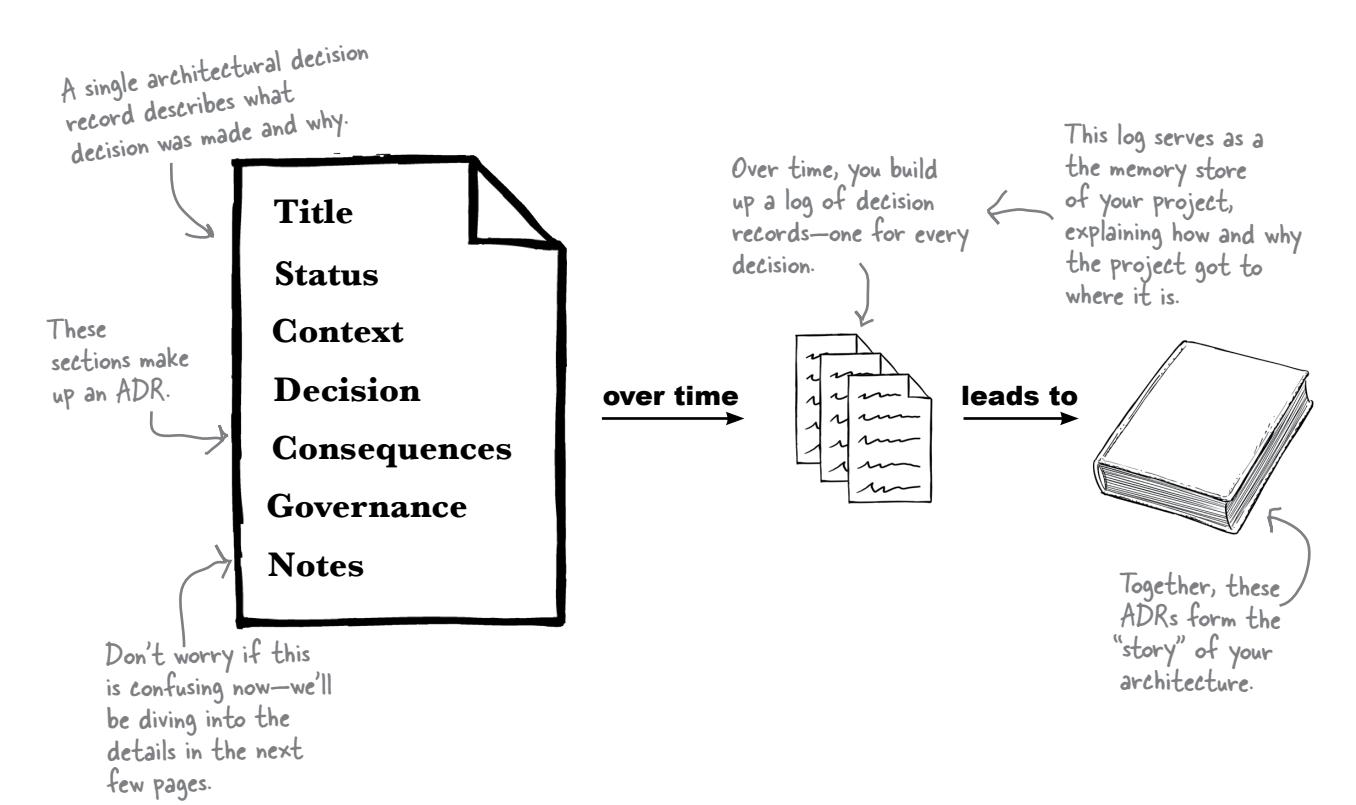 A single architectural decision
record describes what
decision was made and why.
Title
Status
Context
Decision
Consequences
Governance
Notes
These
sections make
up an ADR.
Don't worry if this
is confusing now—we'll
be diving into the
details in the next
few pages.
over time
Over time, you build
up a log of decision
records—one for every
decision.
This log serves as a
the memory store
of your project,
explaining how and why
the project got to
where it is.
leads to
Together, these
ADRs form the
“story” of your
architecture.